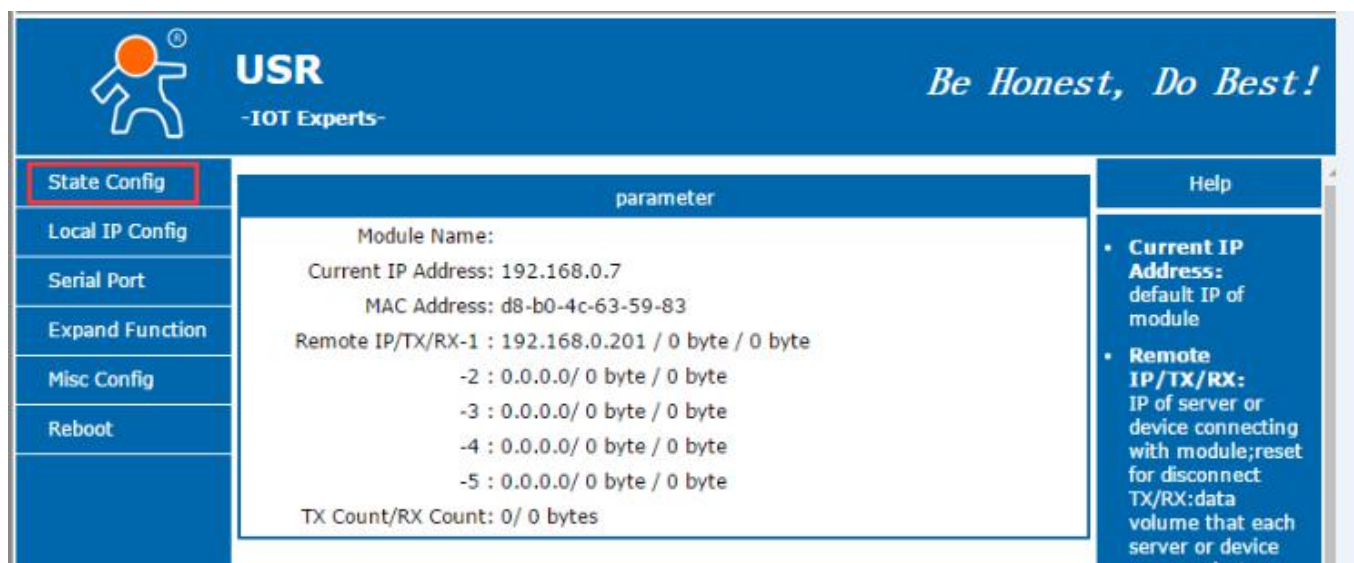 ®
USR
-IOT Experts-
Be Honest, Do Best!
State Config
Local IP Config
Serial Port
Expand Function
Misc Config
Reboot
parameter
Module Name:
Current IP Address: 192.168.0.7
MAC Address: d8-b0-4c-63-59-83
Remote IP/TX/RX-1 : 192.168.0.201 / 0 byte / 0 byte
-2 : 0.0.0.0/ 0 byte / 0 byte
-3 : 0.0.0.0/ 0 byte / 0 byte
-4 : 0.0.0.0/ 0 byte / 0 byte
-5 : 0.0.0.0/ 0 byte / 0 byte
TX Count/RX Count: 0/ 0 bytes
Help
• Current IP
Address:
default IP of
module
• Remote
IP/TX/RX:
IP of server or
device connecting
with module;reset
for disconnect
TX/RX:data
volume that each
server or device